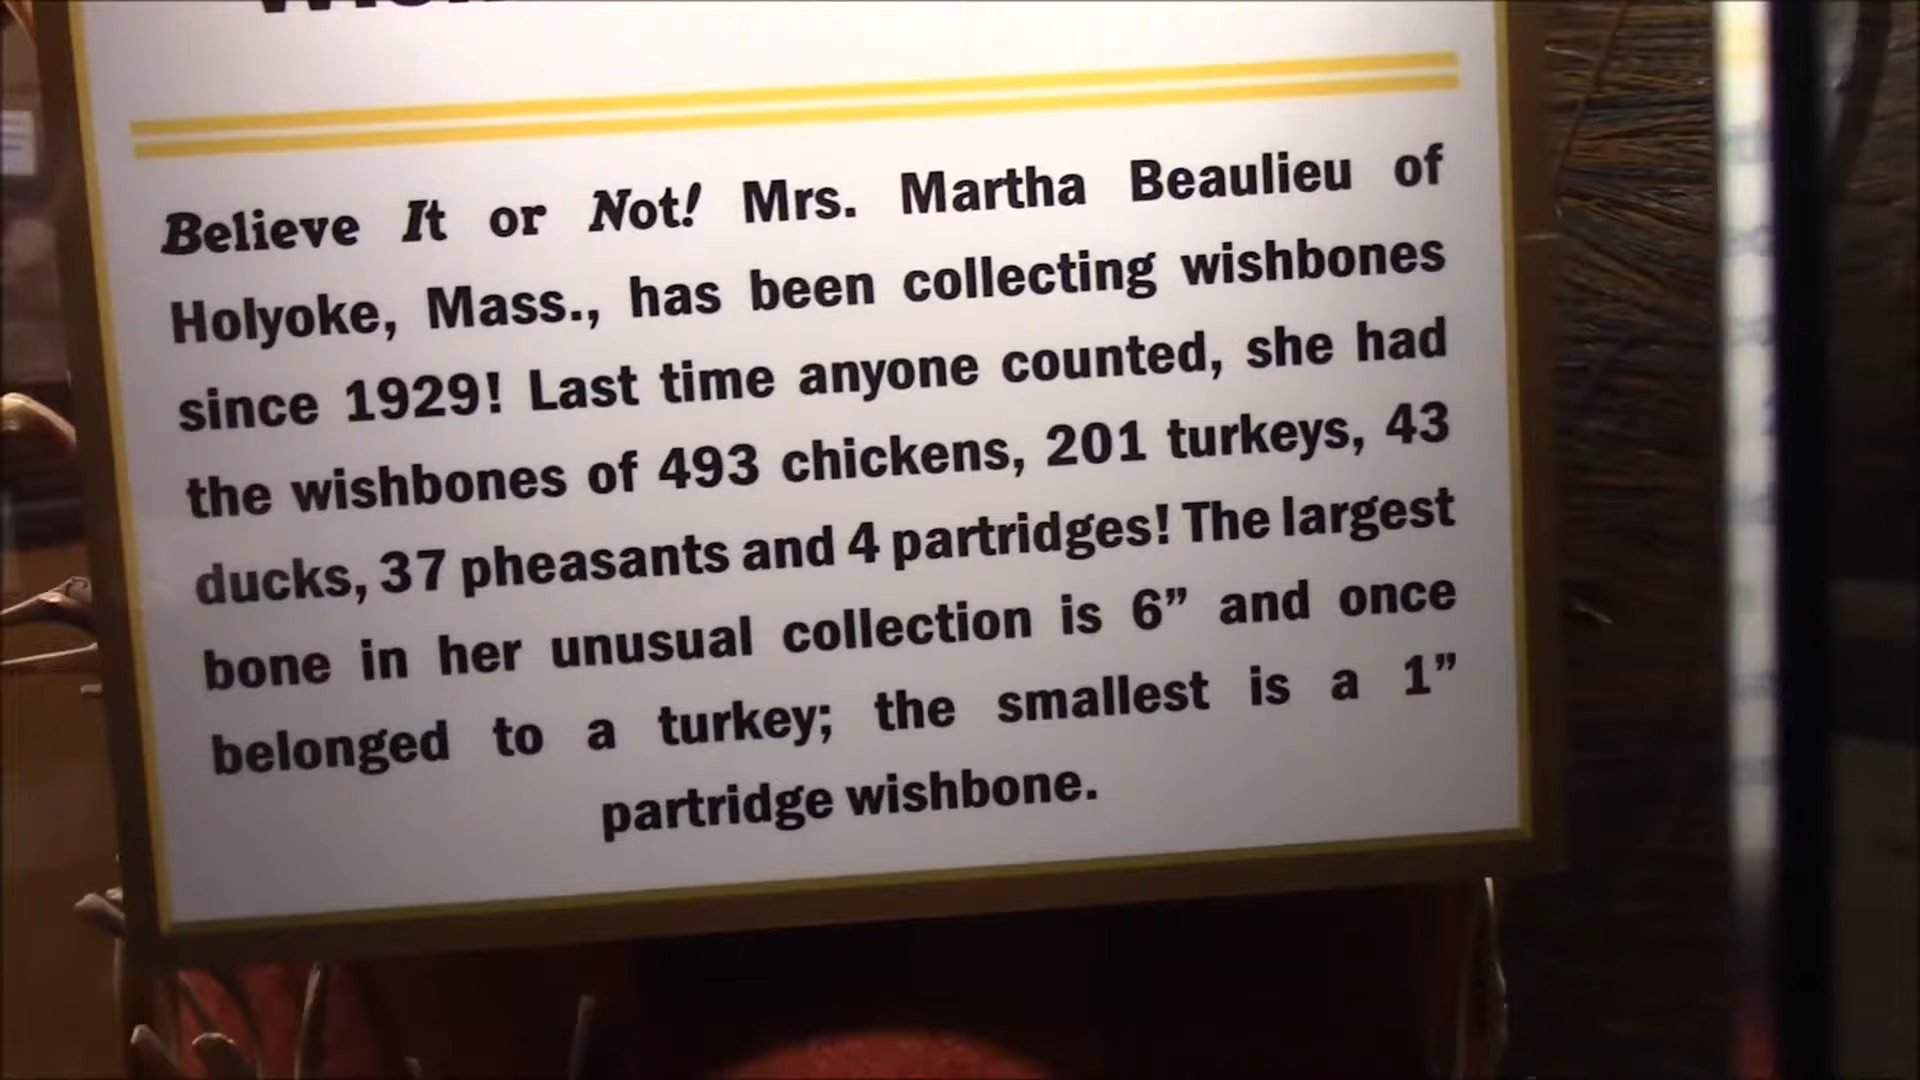 Believe It or Not! Mrs. Martha Beaulieu of
Holyoke, Mass., has been collecting wishbones
since 1929! Last time anyone counted, she had
the wishbones of 493 chickens, 201 turkeys, 43
ducks, 37 pheasants and 4 partridges! The largest
bone in her unusual collection is 6” and once
belonged to a turkey; the smallest is a 1”
partridge wishbone.